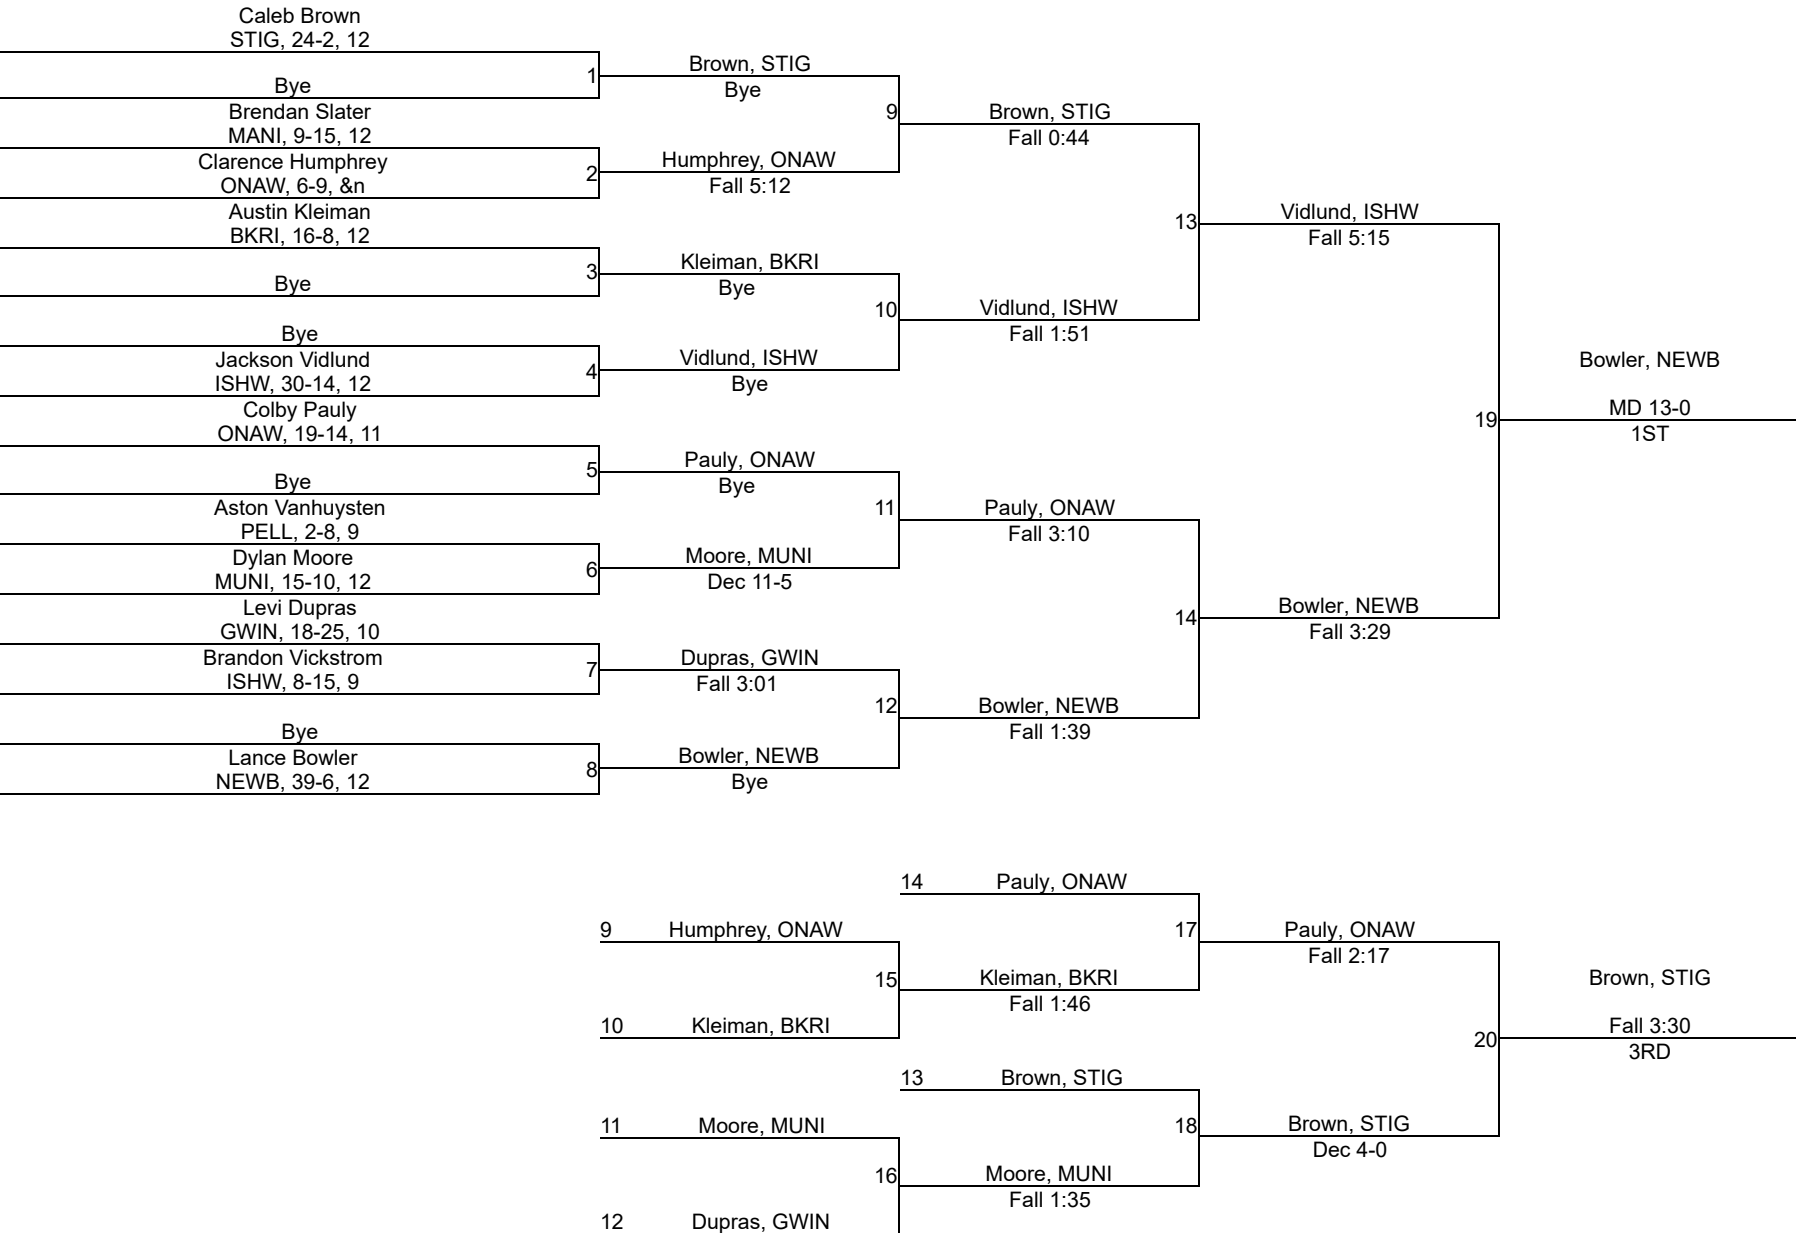 Caleb Brown
STIG, 24-2, 12
Bye
1
Brendan Slater
MANI, 9-15, 12
Clarence Humphrey
ONAW, 6-9, &n
2
Austin Kleiman
BKRI, 16-8, 12
Bye
3
Bye
Jackson Vidlund
ISHW, 30-14, 12
4
Colby Pauly
ONAW, 19-14, 11
Bye
5
Aston Vanhuysten
PELL, 2-8, 9
Dylan Moore
MUNI, 15-10, 12
6
Levi Dupras
GWIN, 18-25, 10
Brandon Vickstrom
ISHW, 8-15, 9
7
Bye
Lance Bowler
NEWB, 39-6, 12
8
Brown, STIG
Bye
9
Humphrey, ONAW
Fall 5:12
Kleiman, BKRI
Bye
10
Vidlund, ISHW
Bye
Pauly, ONAW
Bye
11
Moore, MUNI
Dec 11-5
Dupras, GWIN
Fall 3:01
12
Bowler, NEWB
Bye
Brown, STIG
Fall 0:44
13
Vidlund, ISHW
Fall 1:51
Pauly, ONAW
Fall 3:10
14
Bowler, NEWB
Fall 1:39
Vidlund, ISHW
Fall 5:15
19
Bowler, NEWB
Fall 3:29
Bowler, NEWB
MD 13-0
1ST
14 Pauly, ONAW
9 Humphrey, ONAW
17
15
Kleiman, BKRI
Fall 1:46
10 Kleiman, BKRI
Pauly, ONAW
Fall 2:17
13 Brown, STIG
11 Moore, MUNI
18
16
Moore, MUNI
Fall 1:35
12 Dupras, GWIN
Brown, STIG
Dec 4-0
20
Brown, STIG
Fall 3:30
3RD